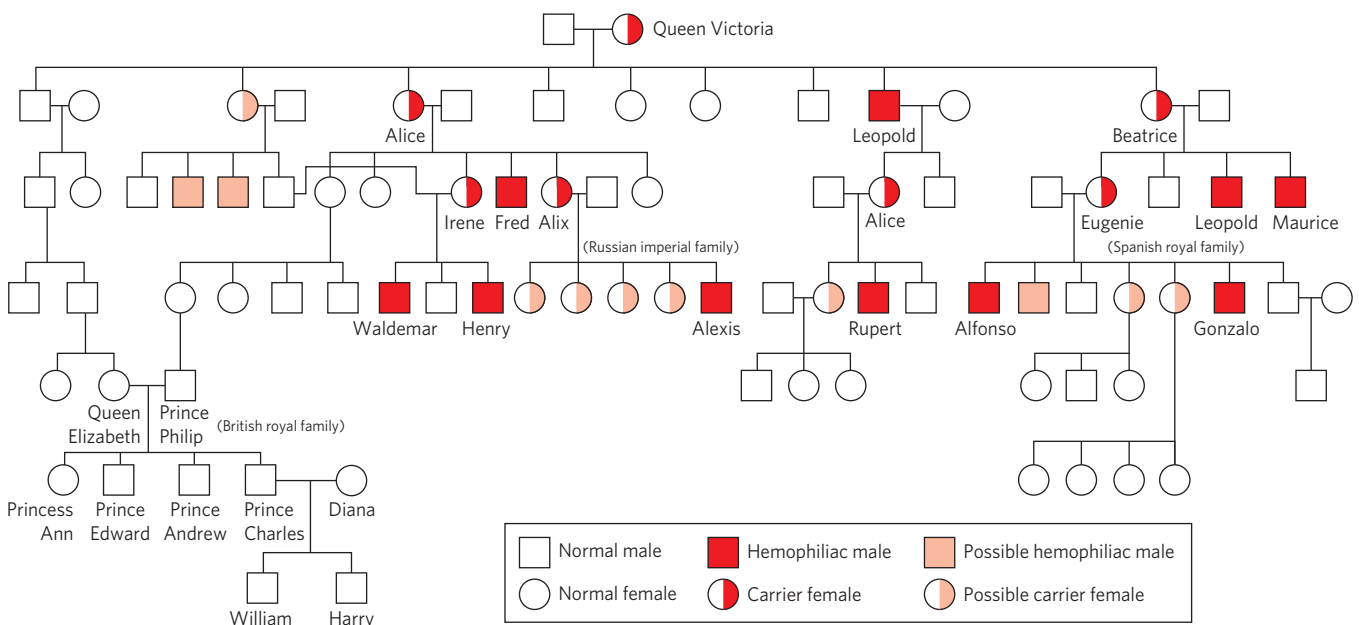 Queen Victoria
Alice
Leopold
Beatrice
Irene
Fred
Alix
Alice
Eugenie
Leopold
Maurice
(Russian imperial family)
(Spanish royal family)
Waldemar
Henry
Alexis
Rupert
Alfonso
Gonzalo
Queen
Elizabeth
Prince
Philip
(British royal family)
Princess
Ann
Prince
Edward
Prince
Andrew
Prince
Charles
Diana
William
Harry
Normal male
Hemophiliac male
Possible hemophiliac male
Normal female
Carrier female
Possible carrier female